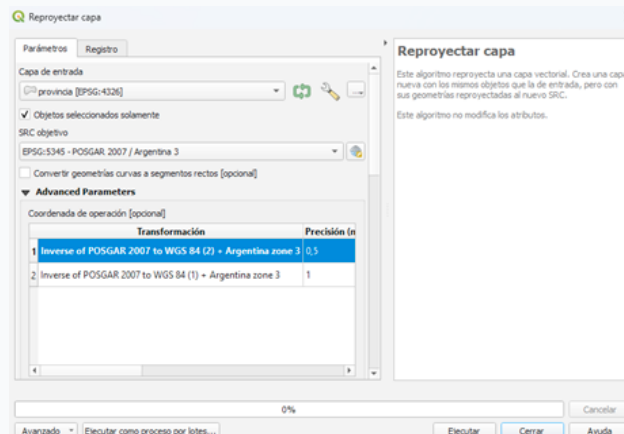 Reproyectar capa
Parámetros
Registro
Capa de entrada
provincia [EPSG:4326]
Objetos seleccionados solamente
SRC objetivo
EPSG:5345 - POSGAR 2007 / Argentina 3
Convertir geometrías curvas a segmentos rectos [opcional]
Advanced Parameters
Coordenada de operación [opcional]
Transformación Precisión (n
1 Inverse of POSGAR 2007 to WGS 84 (2) + Argentina zone 3 0,5
2 Inverse of POSGAR 2007 to WGS 84 (1) + Argentina zone 3 1
Reproyectar capa
Este algoritmo reproyecta una capa vectorial. Crea una capa
nueva con los mismos objetos que la de entrada, pero con
sus geometrías reproyectadas al nuevo SRC.
Este algoritmo no modifica los atributos.
0%
Cancelar
Avanzado
Ejecutar como proceso por lotes...
Ejecutar
Cerrar
Ayuda